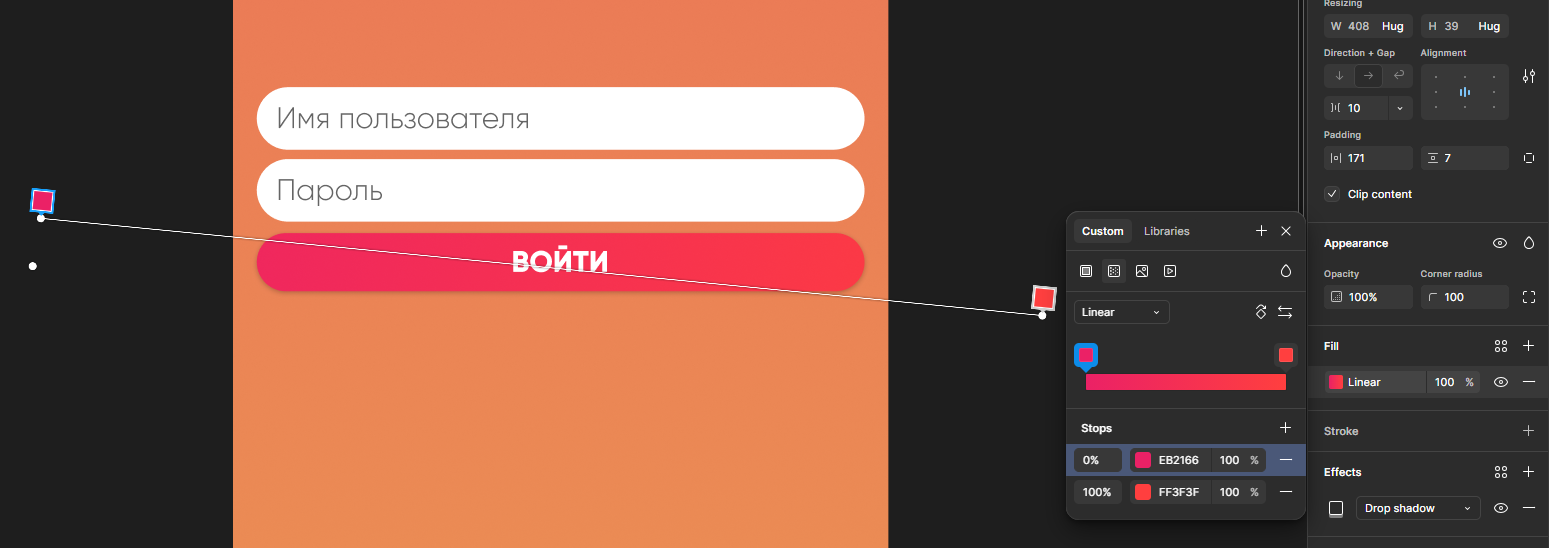 Имя пользователя
Пароль
ВОЙТИ
Custom
Libraries
Linear
Stops
0% EB2166 100 %
100% FF3F3F 100 %
Resizing
W 408 Hug H 39 Hug
Direction + Gap Alignment
10
Padding
171 7
Clip content
Appearance
Opacity Corner radius
100% 100
Fill
Linear 100 %
Stroke
Effects
Drop shadow